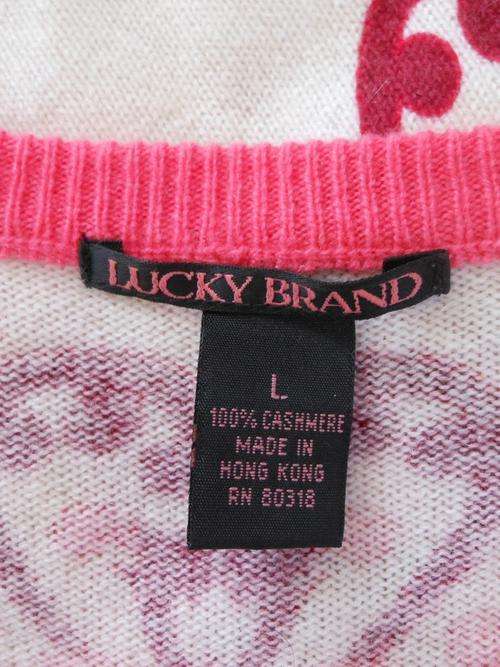 LUCKY BRAND
L
100% CASHMERE
MADE IN
HONG KONG
RN 80318